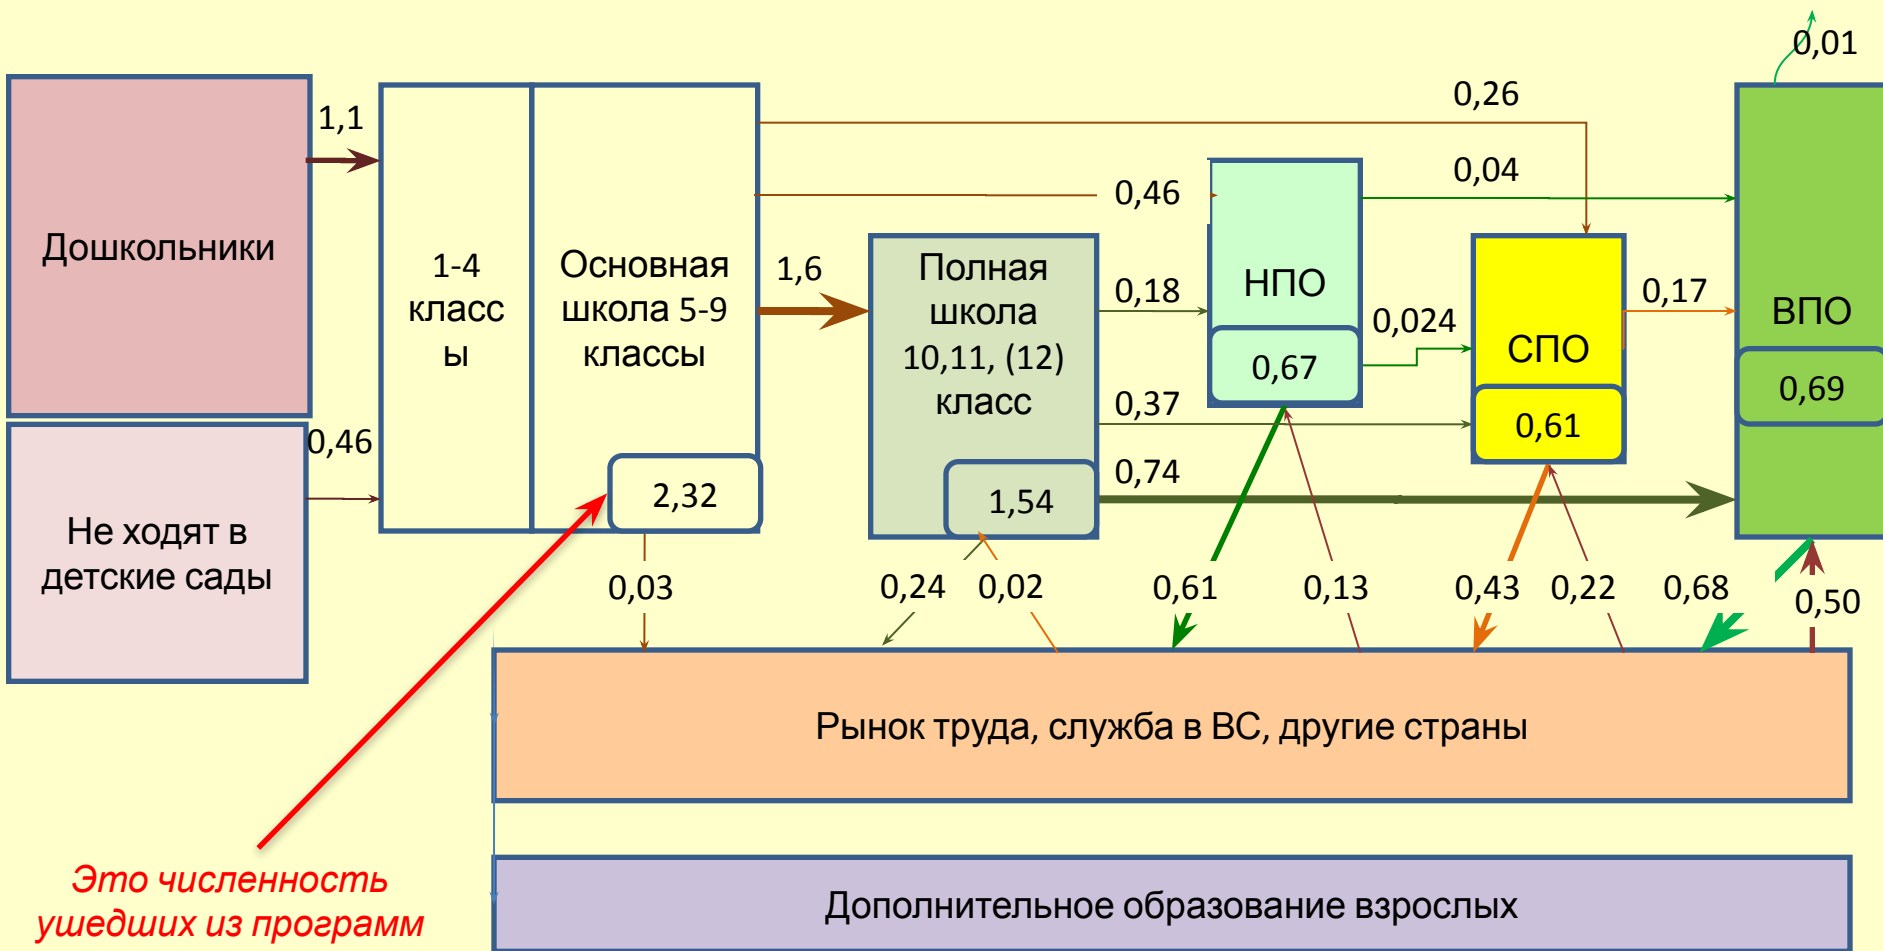 0,01
Дошкольники
1,1
Не ходят в
детские сады
0,46
1-4
класс
ы
Основная
школа 5-9
классы
2,32
0,03
1,6
Полная
школа
10,11, (12)
класс
1,54
0,26
0,46
0,18
0,37
0,74
НПО
0,67
0,04
0,024
СПО
0,61
0,17
ВПО
0,69
0,24
0,02
0,61
0,13
0,43
0,22
0,68
0,50
Рынок труда, служба в ВС, другие страны
Это численность
ушедших из программ
Дополнительное образование взрослых